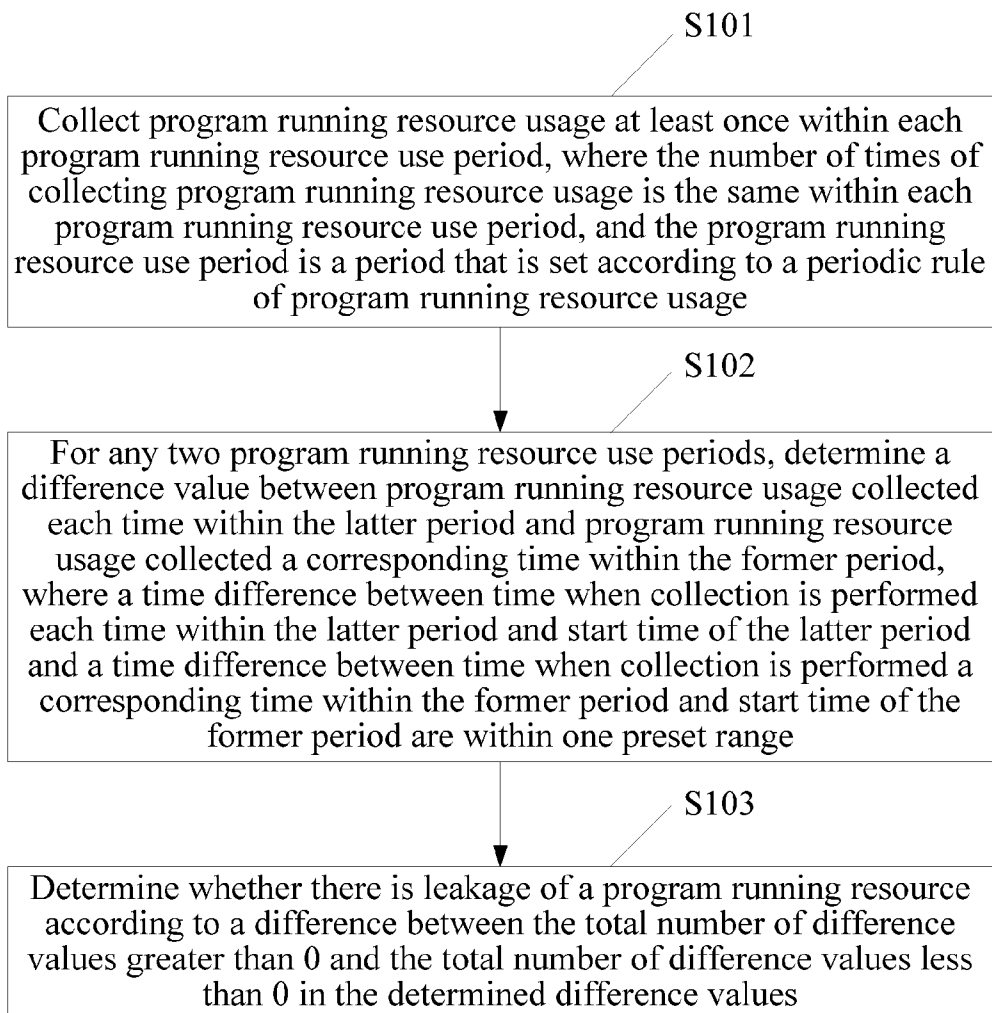 S101
Collect program running resource usage at least once within each
program running resource use period, where the number of times of
collecting program running resource usage is the same within each
program running resource use period, and the program running
resource use period is a period that is set according to a periodic rule
of program running resource usage
S102
For any two program running resource use periods, determine a
difference value between program running resource usage collected
each time within the latter period and program running resource
usage collected a corresponding time within the former period,
where a time difference between time when collection is performed
each time within the latter period and start time of the latter period
and a time difference between time when collection is performed a
corresponding time within the former period and start time of the
former period are within one preset range
S103
Determine whether there is leakage of a program running resource
according to a difference between the total number of difference
values greater than 0 and the total number of difference values less
than 0 in the determined difference values